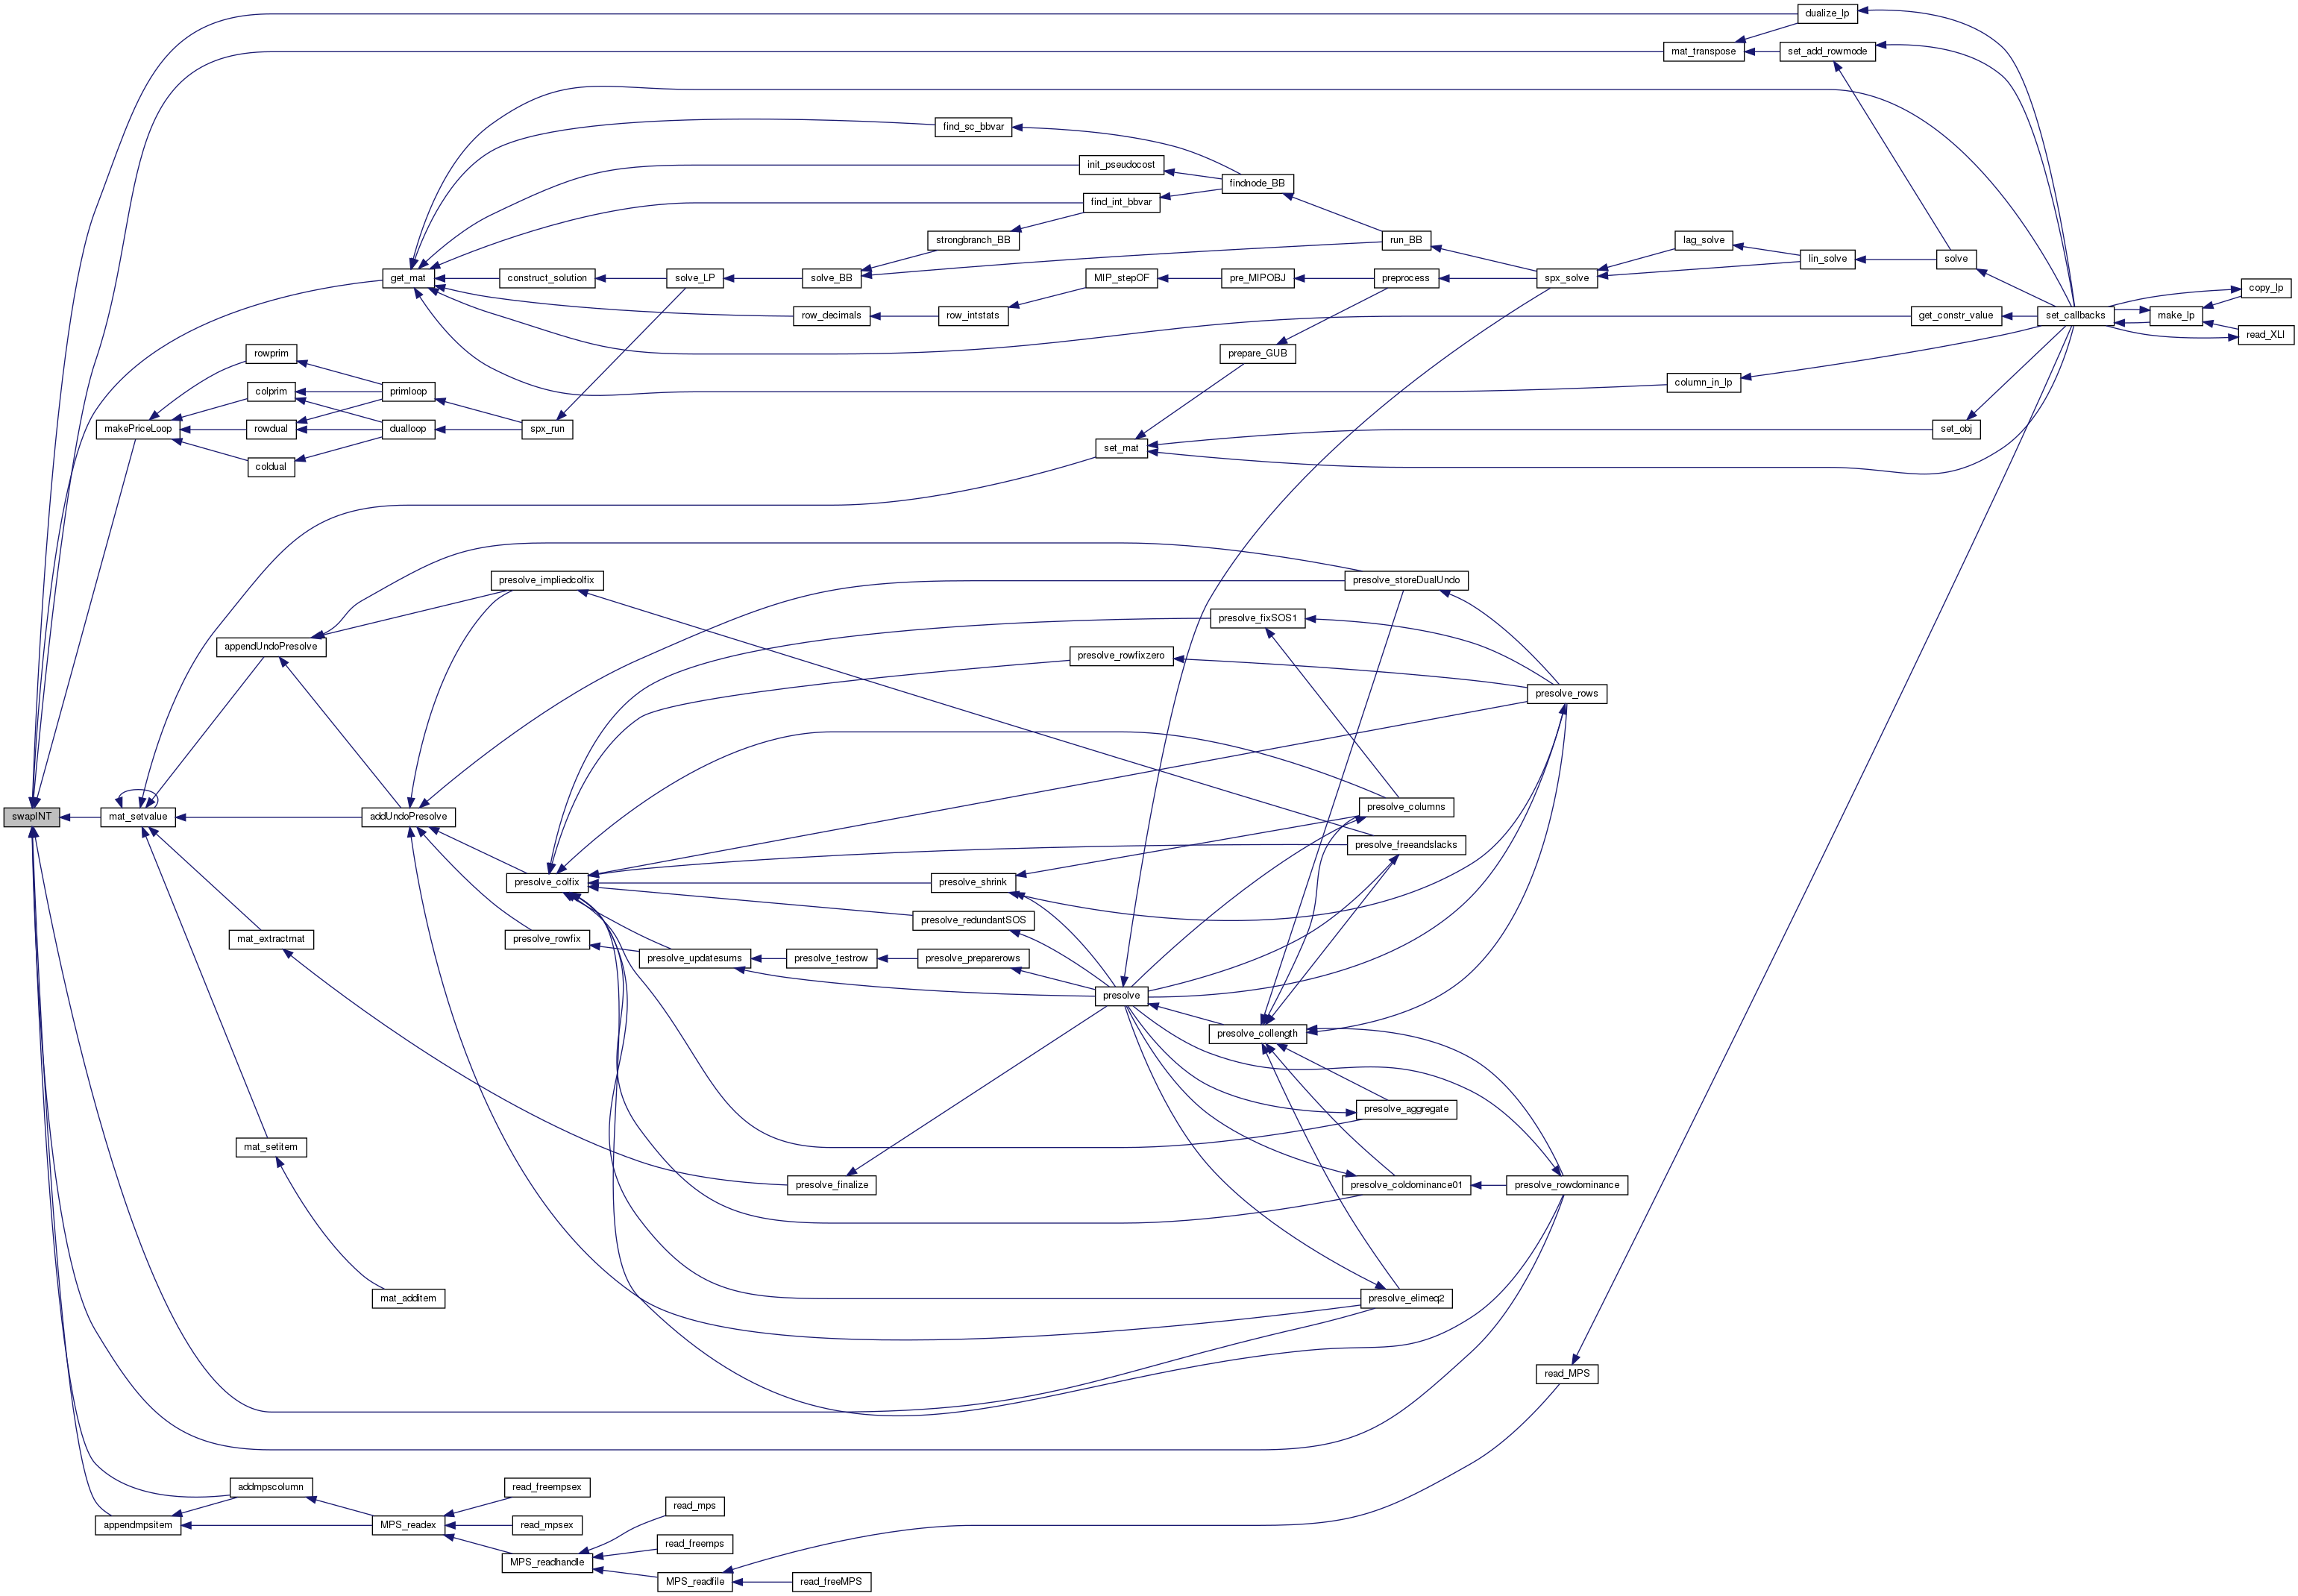 dualize_lp
mat_transpose
set_add_rowmode
find_sc_bbvar
init_pseudocost
findnode_BB
find_int_bbvar
strongbranch_BB
run_BB
lag_solve
lin_solve
solve
get_mat
construct_solution
solve_LP
solve_BB
MIP_stepOF
pre_MIPOBJ
preprocess
spx_solve
copy_lp
row_decimals
row_intstats
get_constr_value
set_callbacks
make_lp
read_XLI
rowprim
prepare_GUB
colprim
primloop
column_in_lp
makePriceLoop
rowdual
dualloop
spx_run
set_obj
set_mat
coldual
presolve_impliedcolfix
presolve_storeDualUndo
presolve_fixSOS1
appendUndoPresolve
presolve_rowfixzero
presolve_rows
presolve_columns
swapINT
mat_setvalue
addUndoPresolve
presolve_freeandslacks
presolve_colfix
presolve_shrink
presolve_redundantSOS
mat_extractmat
presolve_rowfix
presolve_updatesums
presolve_testrow
presolve_preparerows
presolve
presolve_collength
presolve_aggregate
mat_setitem
presolve_finalize
presolve_coldominance01
presolve_rowdominance
mat_additem
presolve_elimeq2
read_MPS
addmpscolumn
read_freempsex
read_mps
appendmpsitem
MPS_readex
read_mpsex
read_freemps
MPS_readhandle
MPS_readfile
read_freeMPS